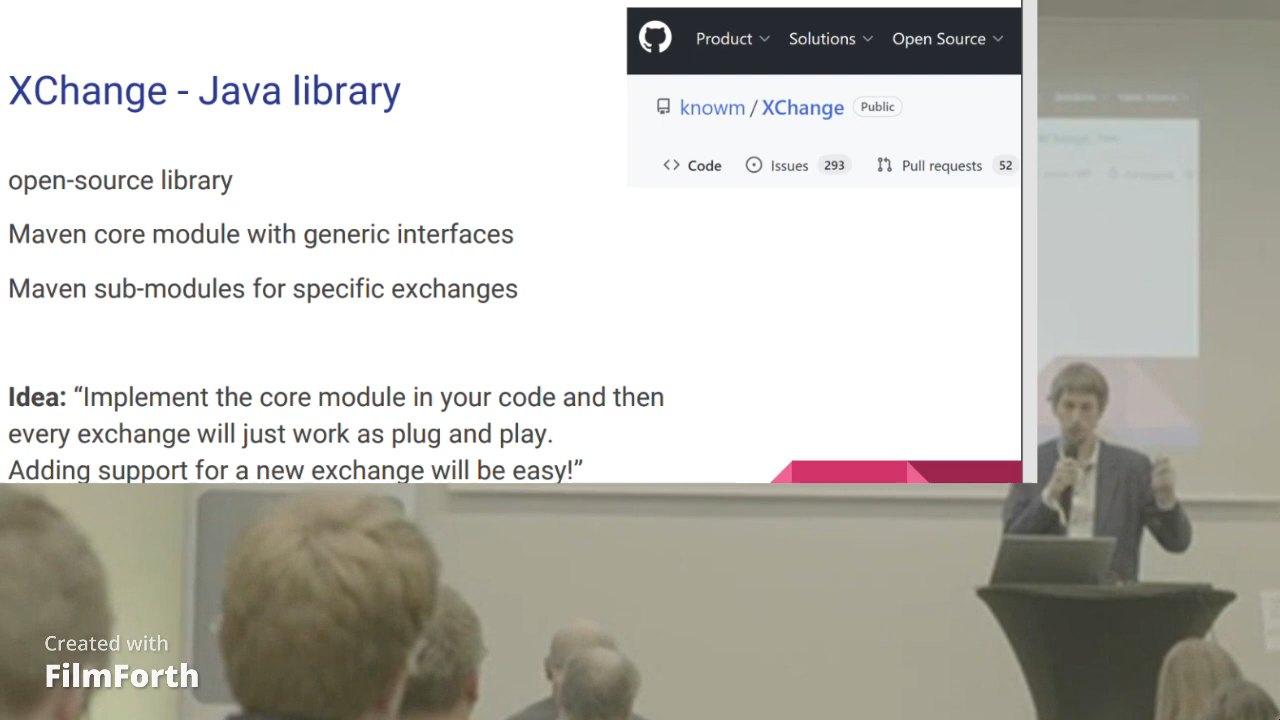 XChange - Java library
open-source library
Maven core module with generic interfaces
Maven sub-modules for specific exchanges
Idea: “Implement the core module in your code and then
every exchange will just work as plug and play.
Adding support for a new exchange will be easy!”
Product Solutions Open Source
knowm / XChange Public
Code Issues 293 Pull requests 52
Created with
FilmForth